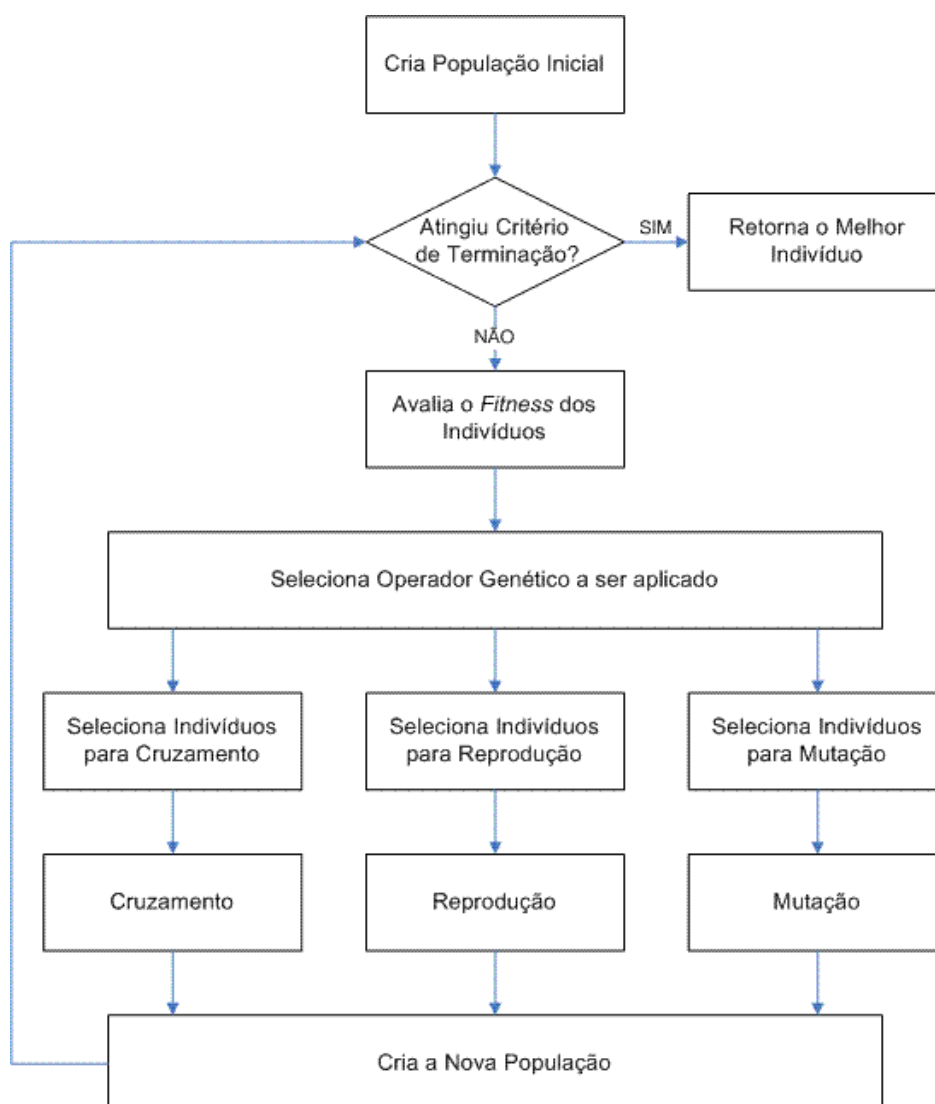 Cria População Inicial
Atingiu Critério
de Terminação?
SIM
Retorna o Melhor
Indivíduo
NÃO
Avalia o Fitness dos
Indivíduos
Seleciona Operador Genético a ser aplicado
Seleciona Indivíduos
para Cruzamento
Seleciona Indivíduos
para Reprodução
Seleciona Indivíduos
para Mutação
Cruzamento
Reprodução
Mutação
Cria a Nova População